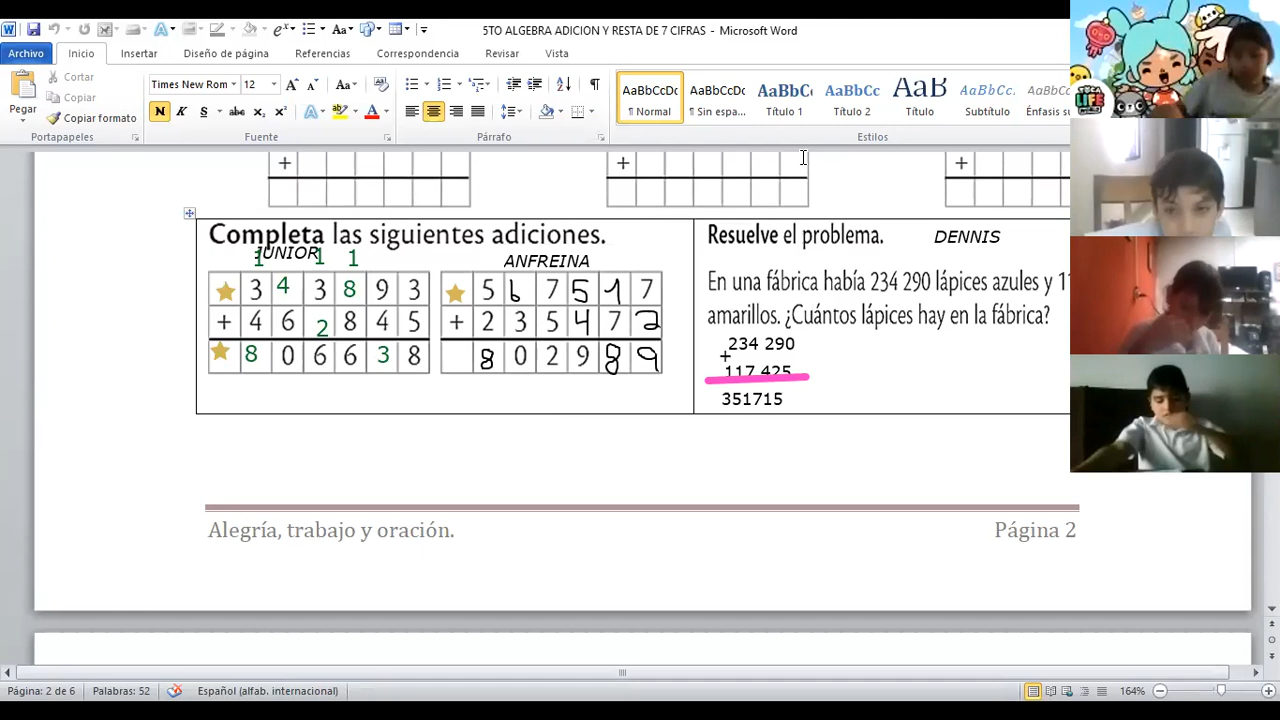 5TO ALGEBRA ADICION Y RESTA DE 7 CIFRAS - Microsoft Word
Archivo Inicio Insertar Diseño de página Referencias Correspondencia Revisar Vista
Pegar
Cortar
Copiar
Copiar formato
Portapapeles
Times New Rom 12
Fuente
Párrafo
AaBbCcDc AaBbCcDc AaBbC AaBbCc AaB AaBbCc.
¶ Normal ¶ Sin espa... Título 1 Título 2 Título Subtítulo Énfasis
Estilos
+ + +
Completa las siguientes adiciones.
JUNIOR
1 1 1
3 4 3 8 9 3
+ 4 6 2 8 4 5
8 0 6 6 3 8
ANFREINA
5 6 7 5 1 7
+ 2 3 5 4 7 2
8 0 2 9 8 9
Resuelve el problema. DENNIS
En una fábrica había 234 290 lápices azules y
amarillos. ¿Cuántos lápices hay en la fábrica?
234 290
+
117 425
351715
Alegría, trabajo y oración. Página 2
Página: 2 de 6 Palabras: 52 Español (alfab. internacional) 164%
TOCA
LIFE